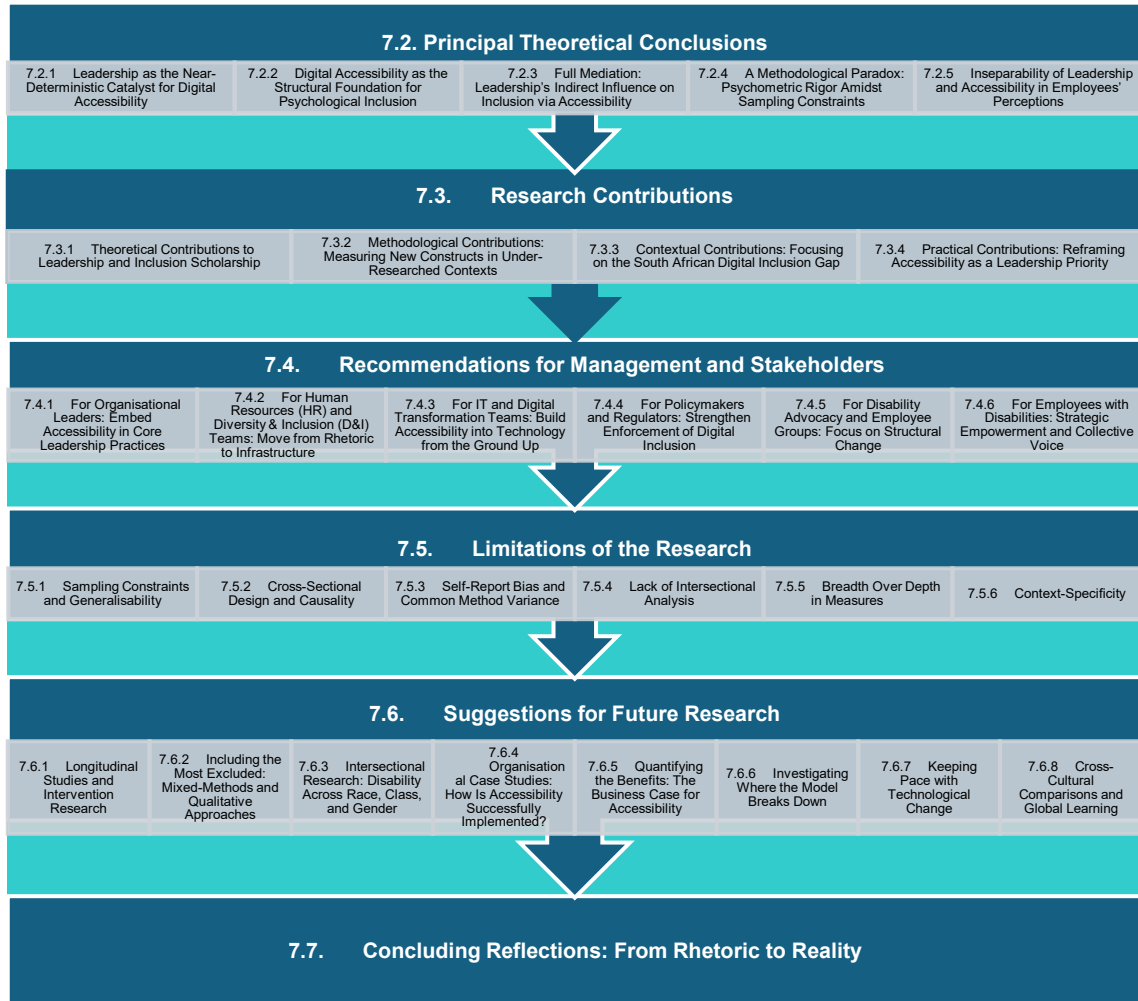 7.2. Principal Theoretical Conclusions
7.2.1 Leadership as the Near-
Deterministic Catalyst for Digital
Accessibility
7.2.2 Digital Accessibility as the
Structural Foundation for
Psychological Inclusion
7.2.3 Full Mediation:
Leadership’s Indirect Influence on
Inclusion via Accessibility
7.2.4 A Methodological Paradox:
Psychometric Rigor Amidst
Sampling Constraints
7.2.5 Inseparability of Leadership
and Accessibility in Employees’
Perceptions
7.3. Research Contributions
7.3.1 Theoretical Contributions to
Leadership and Inclusion Scholarship
7.3.2 Methodological Contributions:
Measuring New Constructs in Under-
Researched Contexts
7.3.3 Contextual Contributions: Focusing
on the South African Digital Inclusion Gap
7.3.4 Practical Contributions: Reframing
Accessibility as a Leadership Priority
7.4. Recommendations for Management and Stakeholders
7.4.1 For Organisational
Leaders: Embed
Accessibility in Core
Leadership Practices
7.4.2 For Human
Resources (HR) and
Diversity & Inclusion (D&I)
Teams: Move from Rhetoric
to Infrastructure
7.4.3 For IT and Digital
Transformation Teams: Build
Accessibility into Technology
from the Ground Up
7.4.4 For Policymakers
and Regulators: Strengthen
Enforcement of Digital
Inclusion
7.4.5 For Disability
Advocacy and Employee
Groups: Focus on Structural
Change
7.4.6 For Employees with
Disabilities: Strategic
Empowerment and Collective
Voice
7.5. Limitations of the Research
7.5.1 Sampling Constraints
and Generalisability
7.5.2 Cross-Sectional
Design and Causality
7.5.3 Self-Report Bias and
Common Method Variance
7.5.4 Lack of Intersectional
Analysis
7.5.5 Breadth Over Depth
in Measures
7.5.6 Context-Specificity
7.6. Suggestions for Future Research
7.6.1 Longitudinal
Studies and
Intervention
Research
7.6.2 Including the
Most Excluded:
Mixed-Methods and
Qualitative
Approaches
7.6.3 Intersectional
Research: Disability
Across Race, Class,
and Gender
7.6.4
Organisation
al Case Studies:
How Is Accessibility
Successfully
Implemented?
7.6.5 Quantifying
the Benefits: The
Business Case for
Accessibility
7.6.6 Investigating
Where the Model
Breaks Down
7.6.7 Keeping
Pace with
Technological
Change
7.6.8 Cross-
Cultural
Comparisons and
Global Learning
7.7. Concluding Reflections: From Rhetoric to Reality